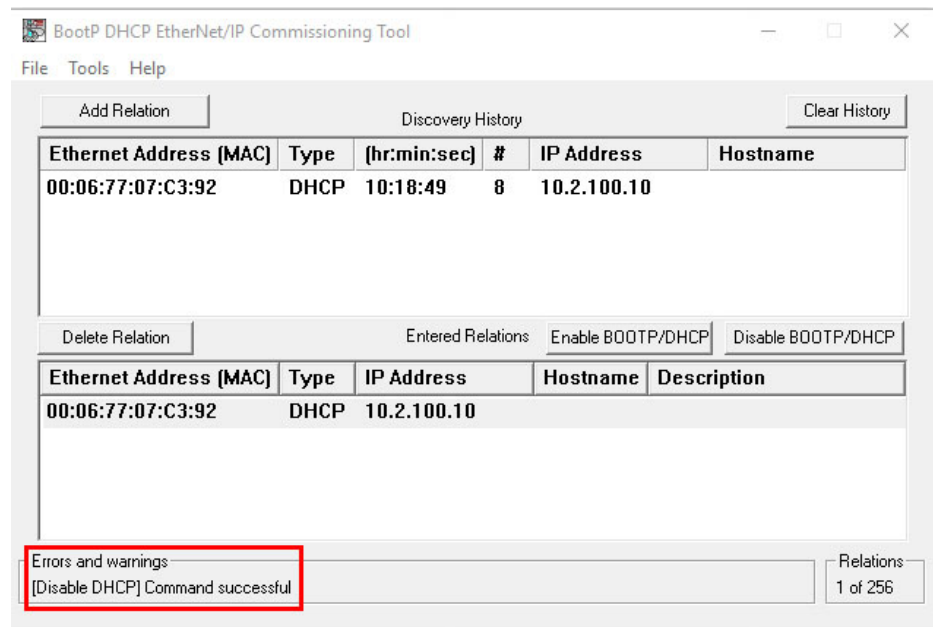 BootP DHCP EtherNet/IP Commissioning Tool
File Tools Help
Add Relation Discovery History Clear History
Ethernet Address (MAC) Type (hr:min:sec) # IP Address Hostname
00:06:77:07:C3:92 DHCP 10:18:49 8 10.2.100.10
Delete Relation Entered Relations Enable BOOTP/DHCP Disable BOOTP/DHCP
Ethernet Address (MAC) Type IP Address Hostname Description
00:06:77:07:C3:92 DHCP 10.2.100.10
Errors and warnings Relations
[Disable DHCP] Command successful 1 of 256